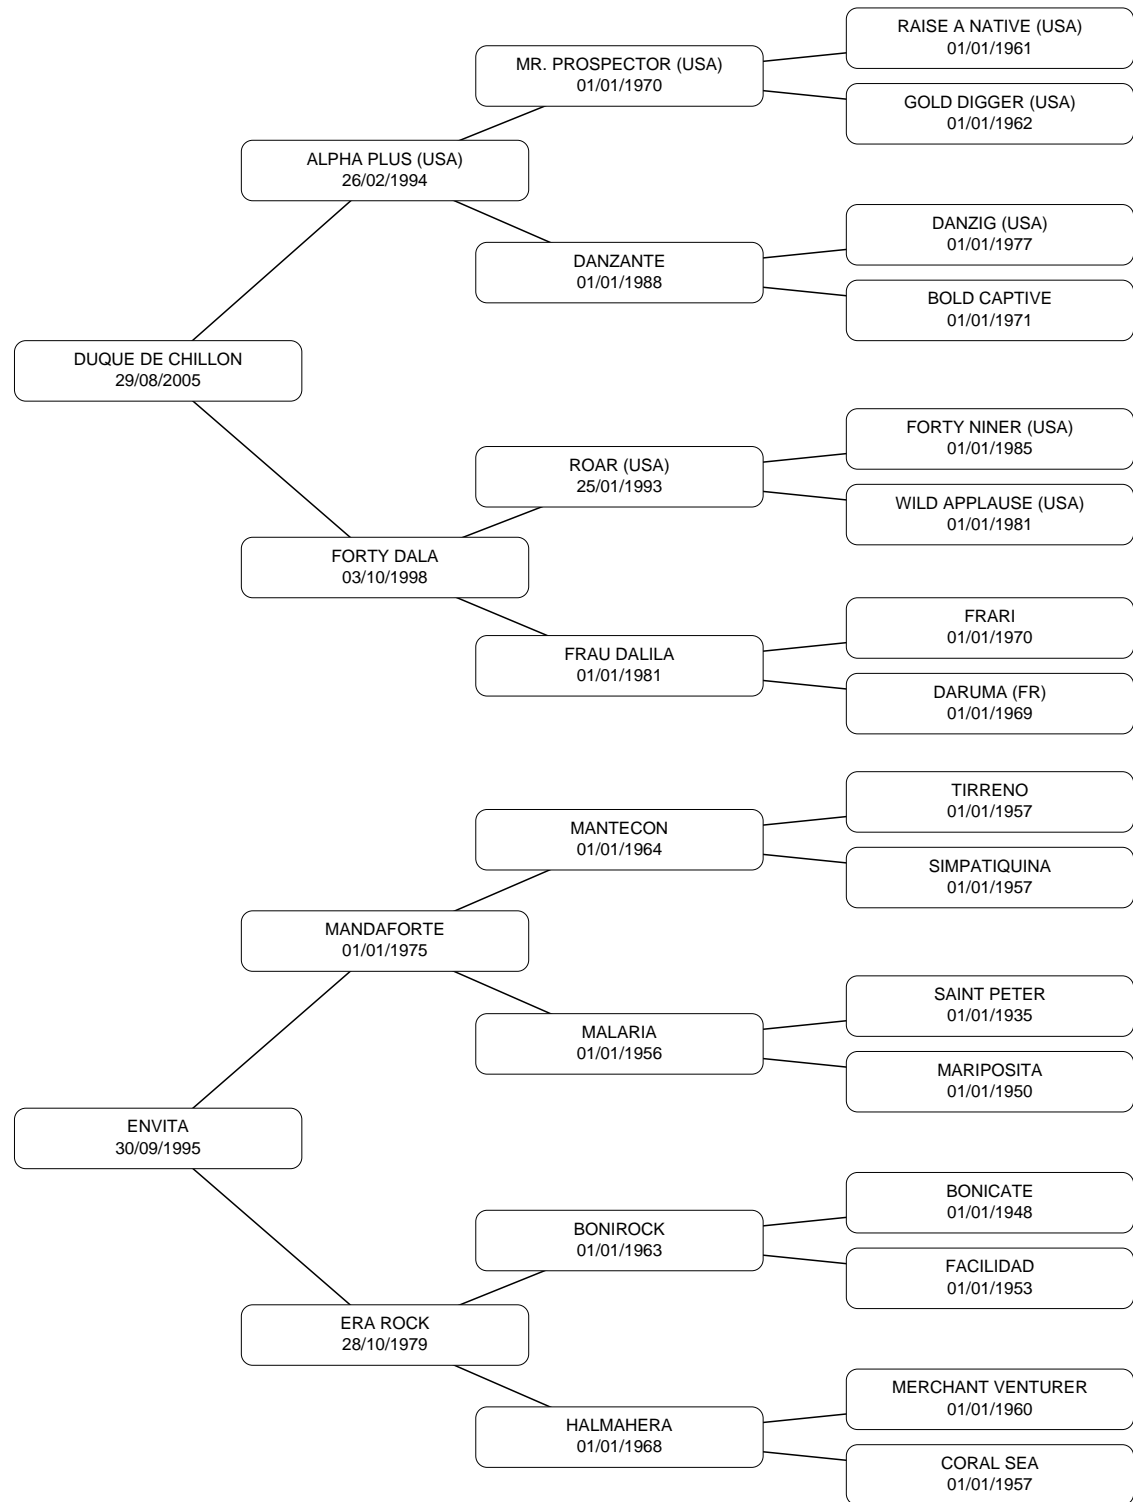 RAISE A NATIVE (USA)
01/01/1961
MR. PROSPECTOR (USA)
01/01/1970
GOLD DIGGER (USA)
01/01/1962
ALPHA PLUS (USA)
26/02/1994
DANZIG (USA)
01/01/1977
DANZANTE
01/01/1988
BOLD CAPTIVE
01/01/1971
DUQUE DE CHILLON
29/08/2005
FORTY NINER (USA)
01/01/1985
ROAR (USA)
25/01/1993
WILD APPLAUSE (USA)
01/01/1981
FORTY DALA
03/10/1998
FRARI
01/01/1970
FRAU DALILA
01/01/1981
DARUMA (FR)
01/01/1969
TIRRENO
01/01/1957
MANTECON
01/01/1964
SIMPATIQUINA
01/01/1957
MANDAFORTE
01/01/1975
SAINT PETER
01/01/1935
MALARIA
01/01/1956
MARIPOSITA
01/01/1950
ENVITA
30/09/1995
BONICATE
01/01/1948
BONIROCK
01/01/1963
FACILIDAD
01/01/1953
ERA ROCK
28/10/1979
MERCHANT VENTURER
01/01/1960
HALMAHERA
01/01/1968
CORAL SEA
01/01/1957